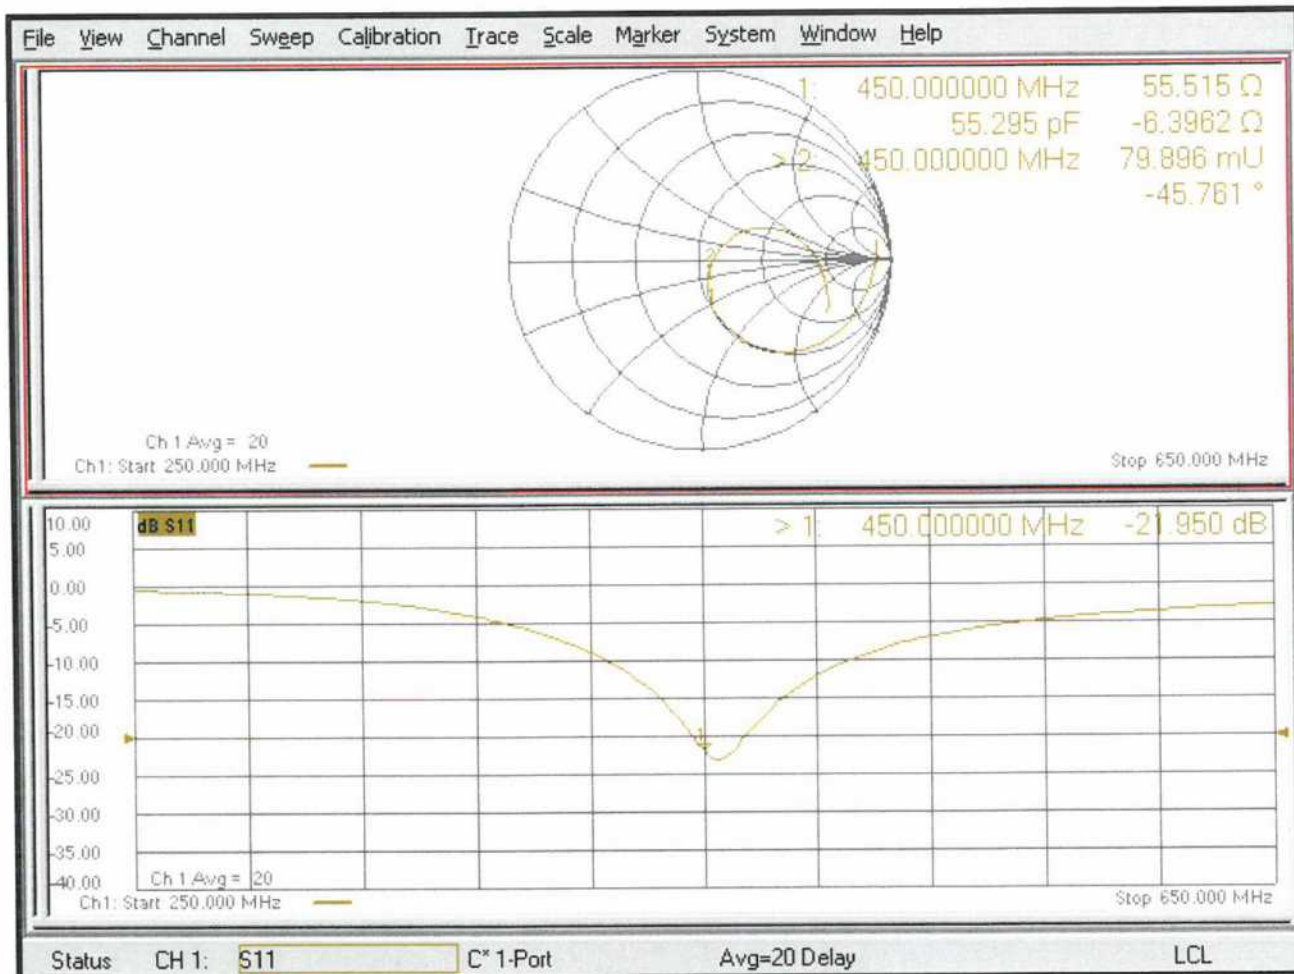 File View Channel Sweep Calibration Trace Scale Marker System Window Help
1: 450.000000 MHz 55.515 Ω
55.295 pF -6.3962 Ω
> 2: 450.000000 MHz 79.896 mU
-45.761 °
2
1
Ch 1 Avg = 20
Ch1: Start 250.000 MHz
Stop 650.000 MHz
10.00
dB S11
> 1: 450.000000 MHz -21.950 dB
5.00
0.00
-5.00
-10.00
-15.00
-20.00
1
-25.00
-30.00
-35.00
-40.00
Ch 1 Avg = 20
Ch1: Start 250.000 MHz
Stop 650.000 MHz
Status CH 1: S11 C* 1-Port Avg=20 Delay LCL